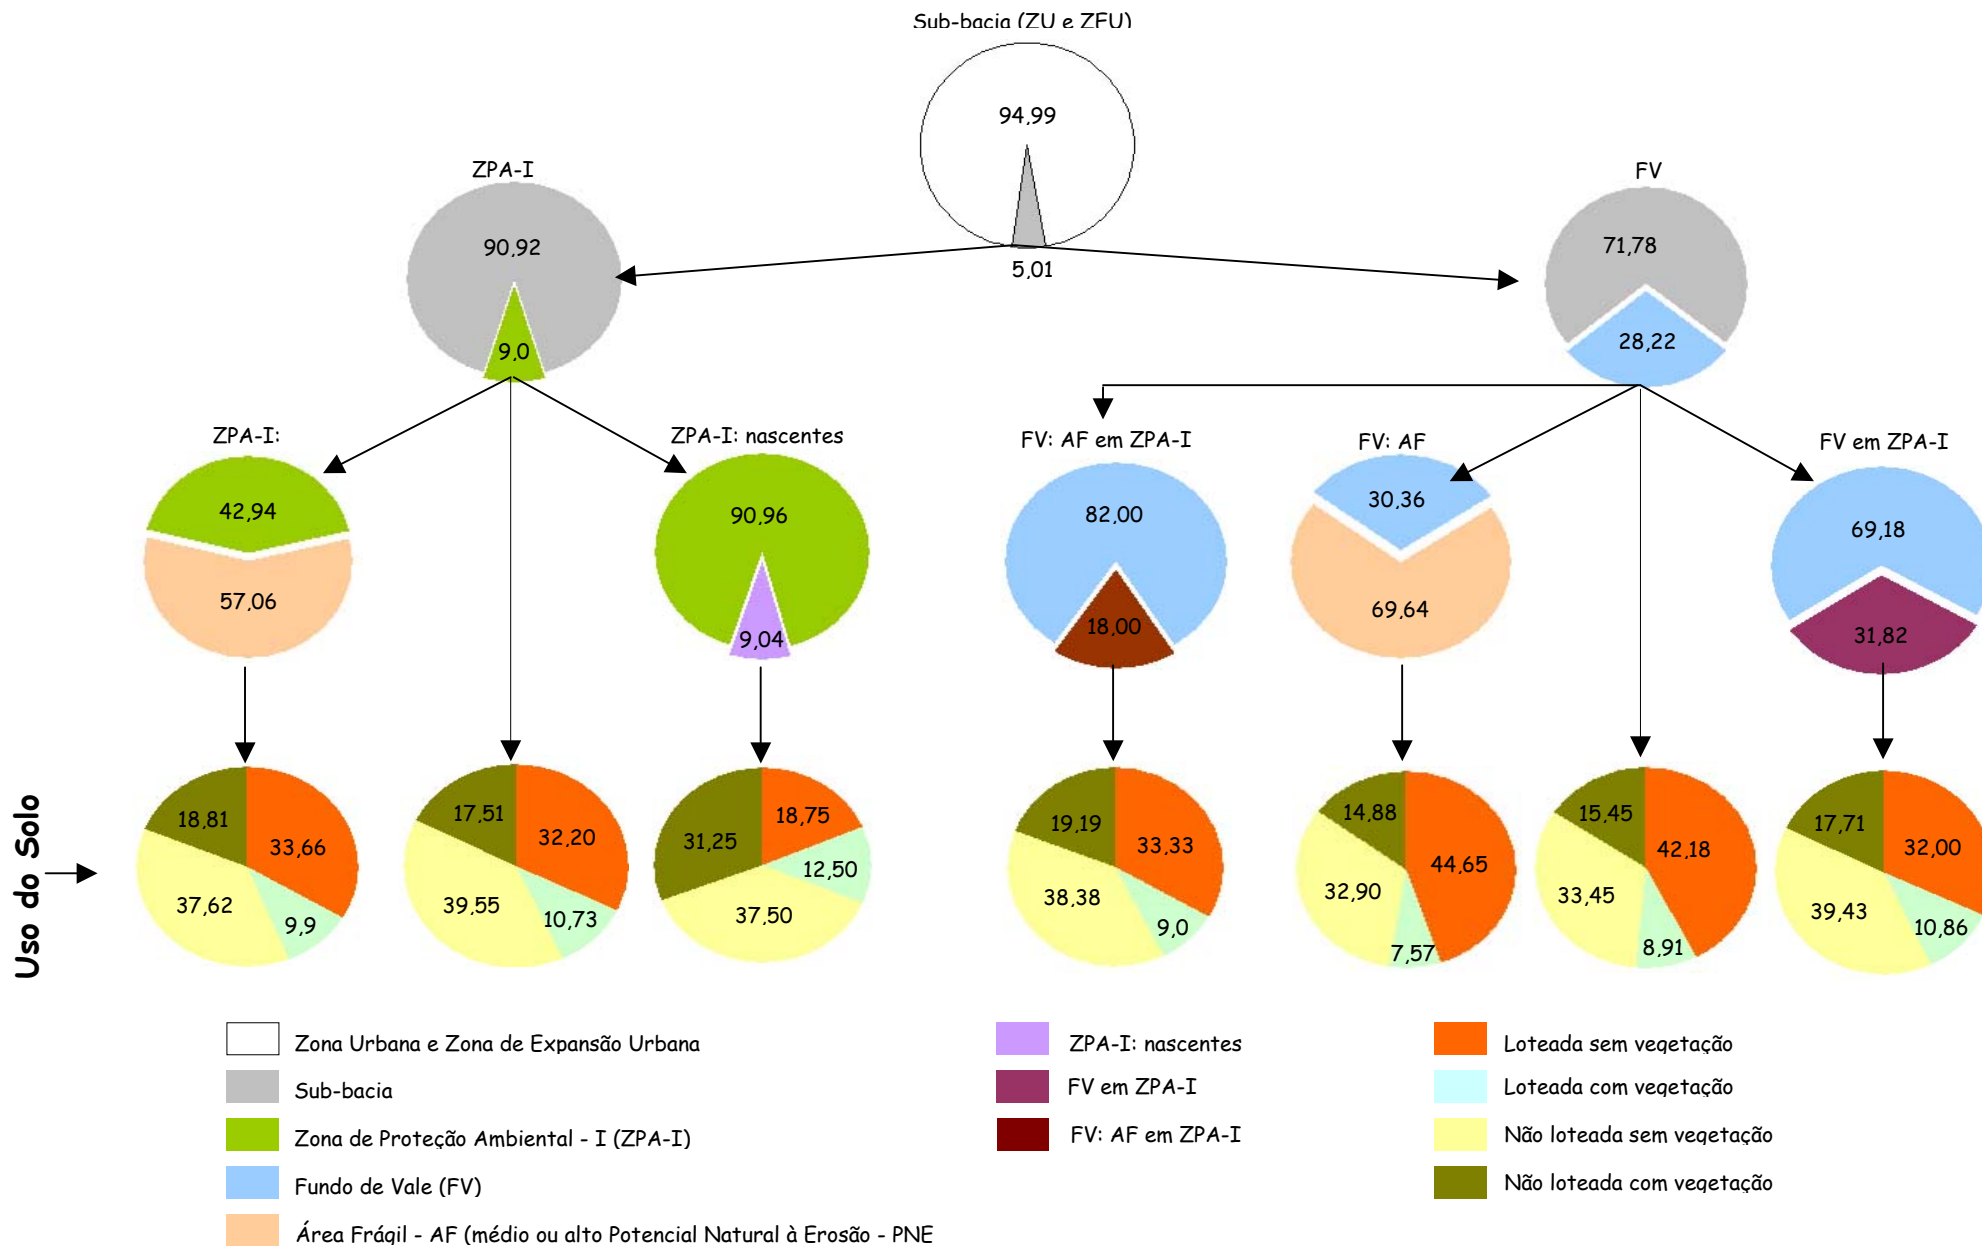 Sub-bacia (ZU e ZEU)
94,99
5,01
ZPA-I
90,92
9,0
FV
71,78
28,22
ZPA-I:
42,94
57,06
ZPA-I: nascentes
90,96
9,04
FV: AF em ZPA-I
82,00
18,00
FV: AF
30,36
69,64
FV em ZPA-I
69,18
31,82
Uso do Solo
18,81
33,66
37,62
9,9
17,51
32,20
39,55
10,73
31,25
18,75
12,50
37,50
19,19
33,33
38,38
9,0
14,88
44,65
32,90
7,57
15,45
42,18
33,45
8,91
17,71
32,00
39,43
10,86
Zona Urbana e Zona de Expansão Urbana
Sub-bacia
Zona de Proteção Ambiental - I (ZPA-I)
Fundo de Vale (FV)
Área Frágil - AF (médio ou alto Potencial Natural à Erosão - PNE
ZPA-I: nascentes
FV em ZPA-I
FV: AF em ZPA-I
Loteada sem vegetação
Loteada com vegetação
Não loteada sem vegetação
Não loteada com vegetação